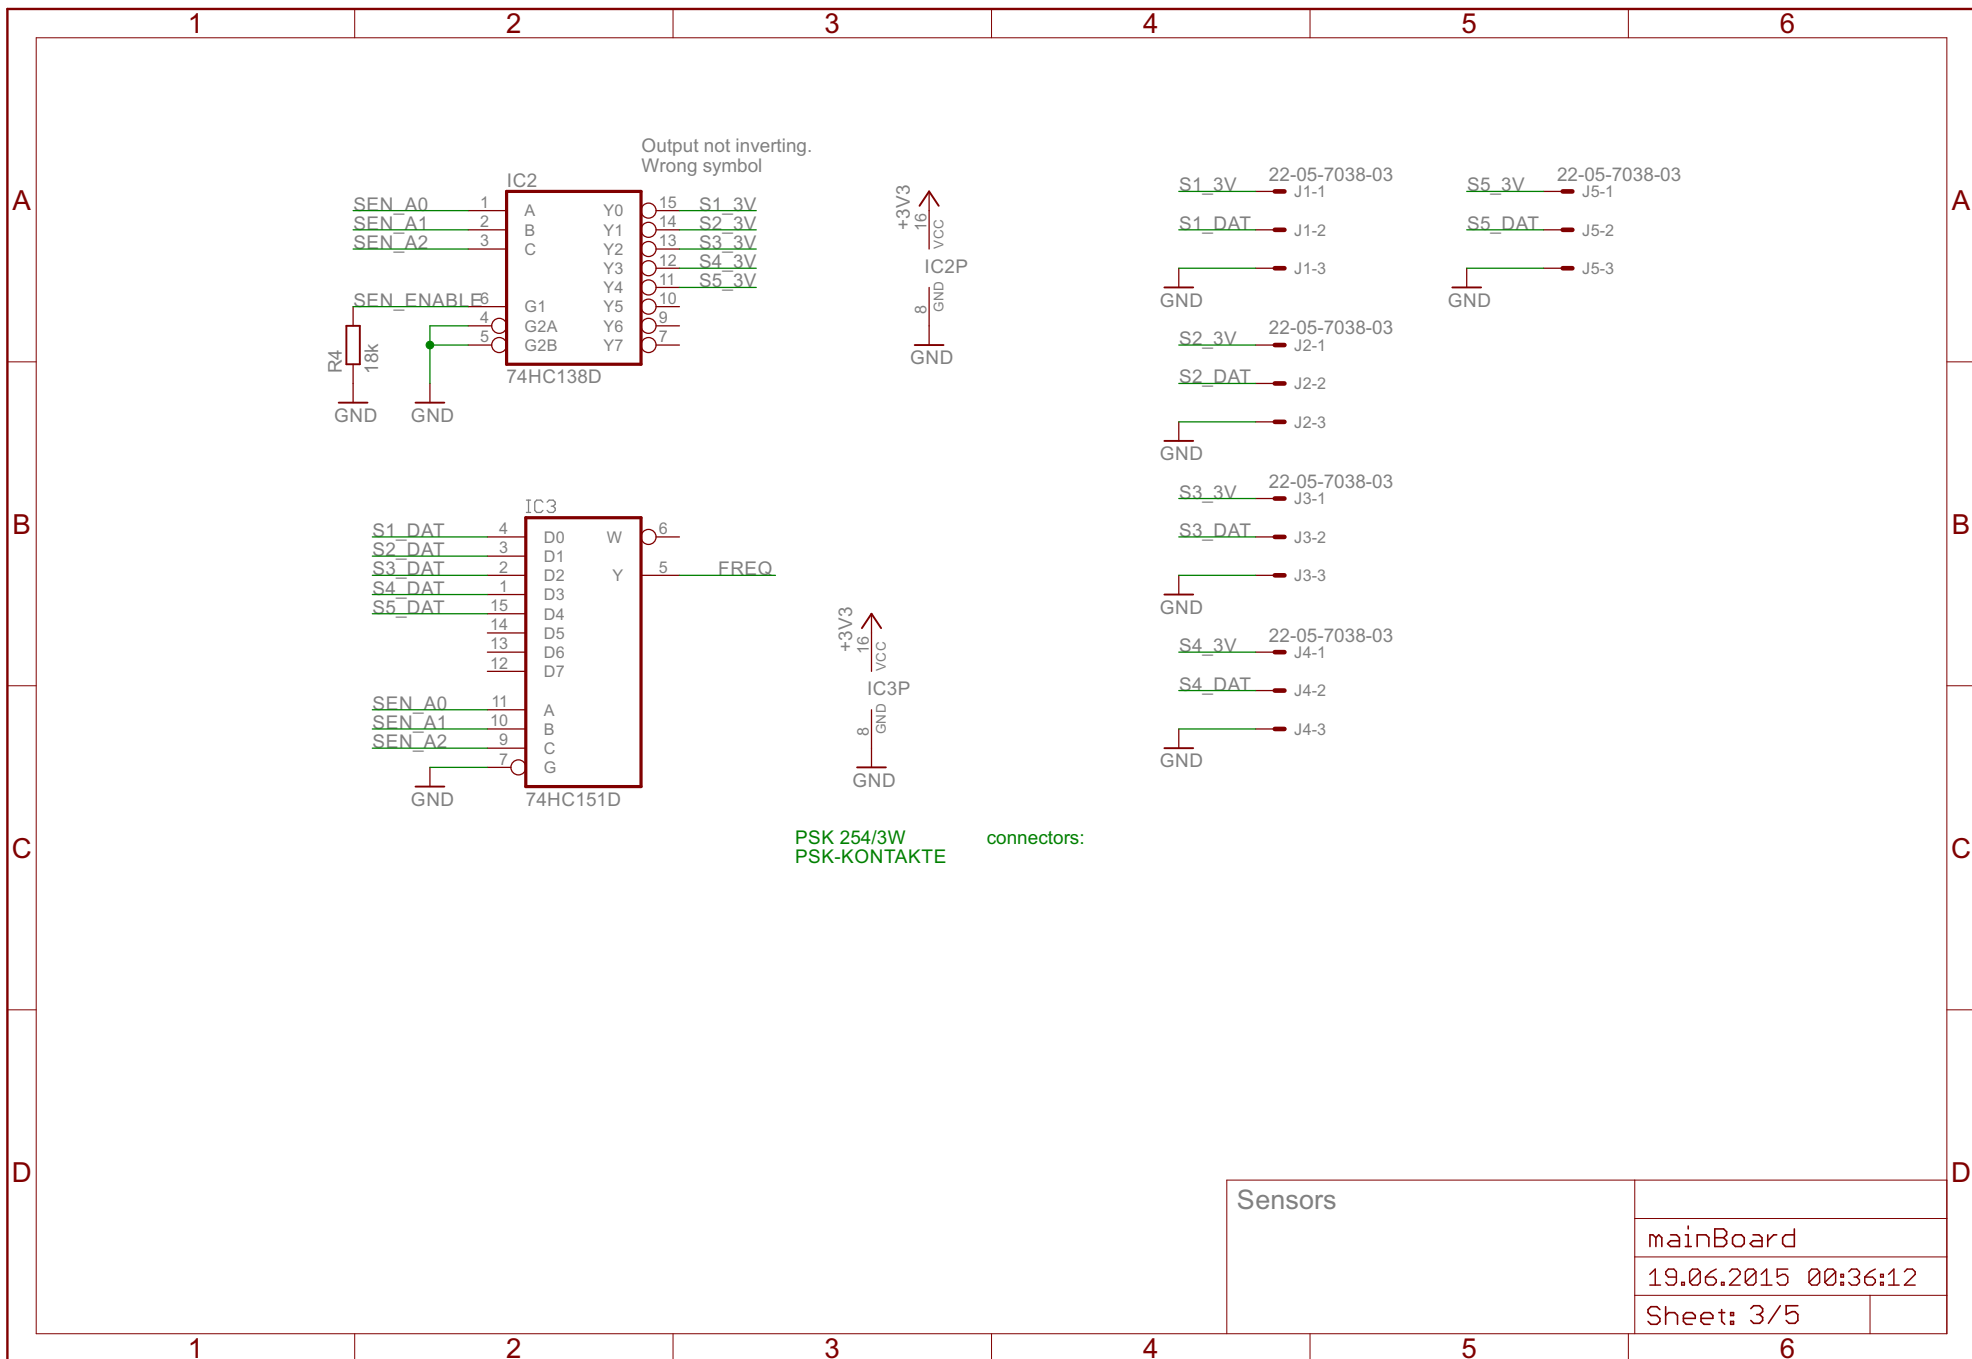 1 2 3 4 5 6
A A
B B
C C
D D
Output not inverting.
Wrong symbol
IC2
SEN_A0 1 A Y0 15 S1_3V
SEN_A1 2 B Y1 14 S2_3V
SEN_A2 3 C Y2 13 S3_3V
Y3 12 S4_3V
Y4 11 S5_3V
SEN_ENABLE 6 G1 Y5 10
4 G2A Y6 9
5 G2B Y7 7
R4 18k
74HC138D
GND GND
+3V3
16 VCC
IC2P
8 GND
GND
IC3
S1_DAT 4 D0 W 6
S2_DAT 3 D1
S3_DAT 2 D2 Y 5 FREQ
S4_DAT 1 D3
S5_DAT 15 D4
14 D5
13 D6
12 D7
SEN_A0 11 A
SEN_A1 10 B
SEN_A2 9 C
7 G
GND 74HC151D
+3V3
16 VCC
IC3P
8 GND
GND
PSK 254/3W connectors:
PSK-KONTAKTE
22-05-7038-03
S1_3V J1-1
S1_DAT J1-2
J1-3
GND
22-05-7038-03
S2_3V J2-1
S2_DAT J2-2
J2-3
GND
22-05-7038-03
S3_3V J3-1
S3_DAT J3-2
J3-3
GND
22-05-7038-03
S4_3V J4-1
S4_DAT J4-2
J4-3
GND
22-05-7038-03
S5_3V J5-1
S5_DAT J5-2
J5-3
GND
Sensors
mainBoard
19.06.2015 00:36:12
Sheet: 3/5
1 2 3 4 5 6